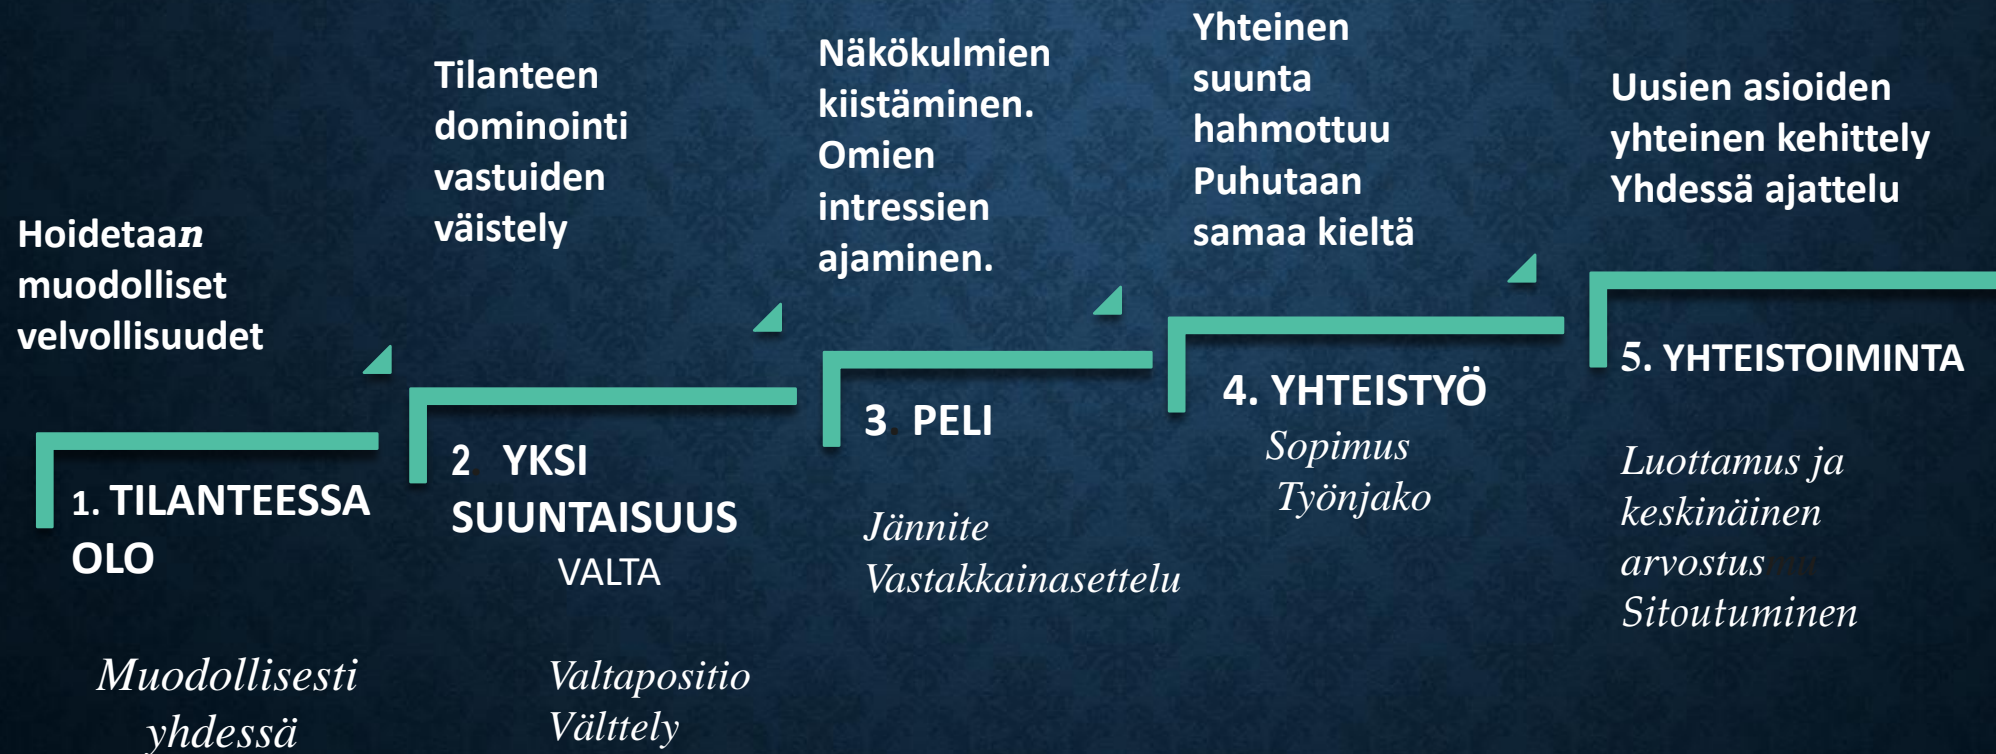 Hoidetaan
muodolliset
velvollisuudet
1. TILANTEESSA
OLO
Muodollisesti
yhdessä
Tilanteen
dominointi
vastuiden
väistely
2. YKSI
SUUNTAISUUS
VALTA
Valtapositio
Välttely
Näkökulmien
kiistäminen.
Omien
intressien
ajaminen.
3. PELI
Jännite
Vastakkainasettelu
Yhteinen
suunta
hahmottuu
Puhutaan
samaa kieltä
4. YHTEISTYÖ
Sopimus
Työnjako
Uusien asioiden
yhteinen kehittely
Yhdessä ajattelu
5. YHTEISTOIMINTA
Luottamus ja
keskinäinen
arvostus
Sitoutuminen